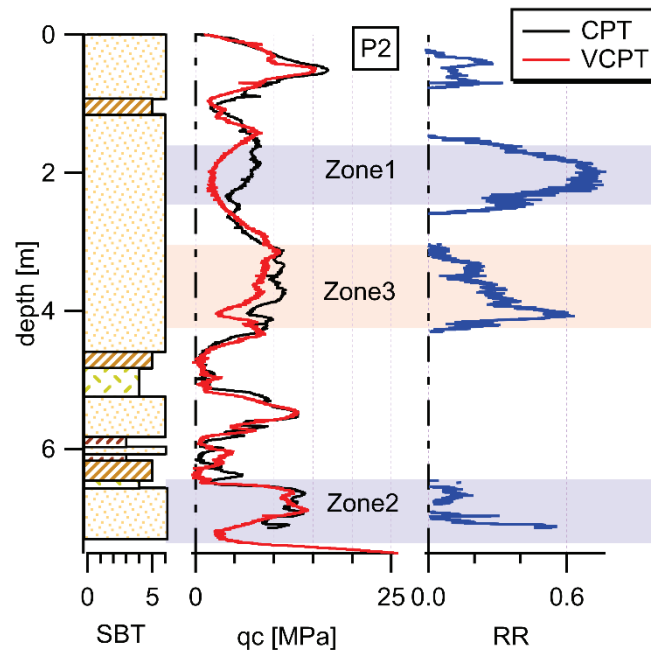 P2
CPT
VCPT
0
2
4
6
depth [m]
Zone1
Zone3
Zone2
0 5
SBT
0 25
qc [MPa]
0.0 0.6
RR